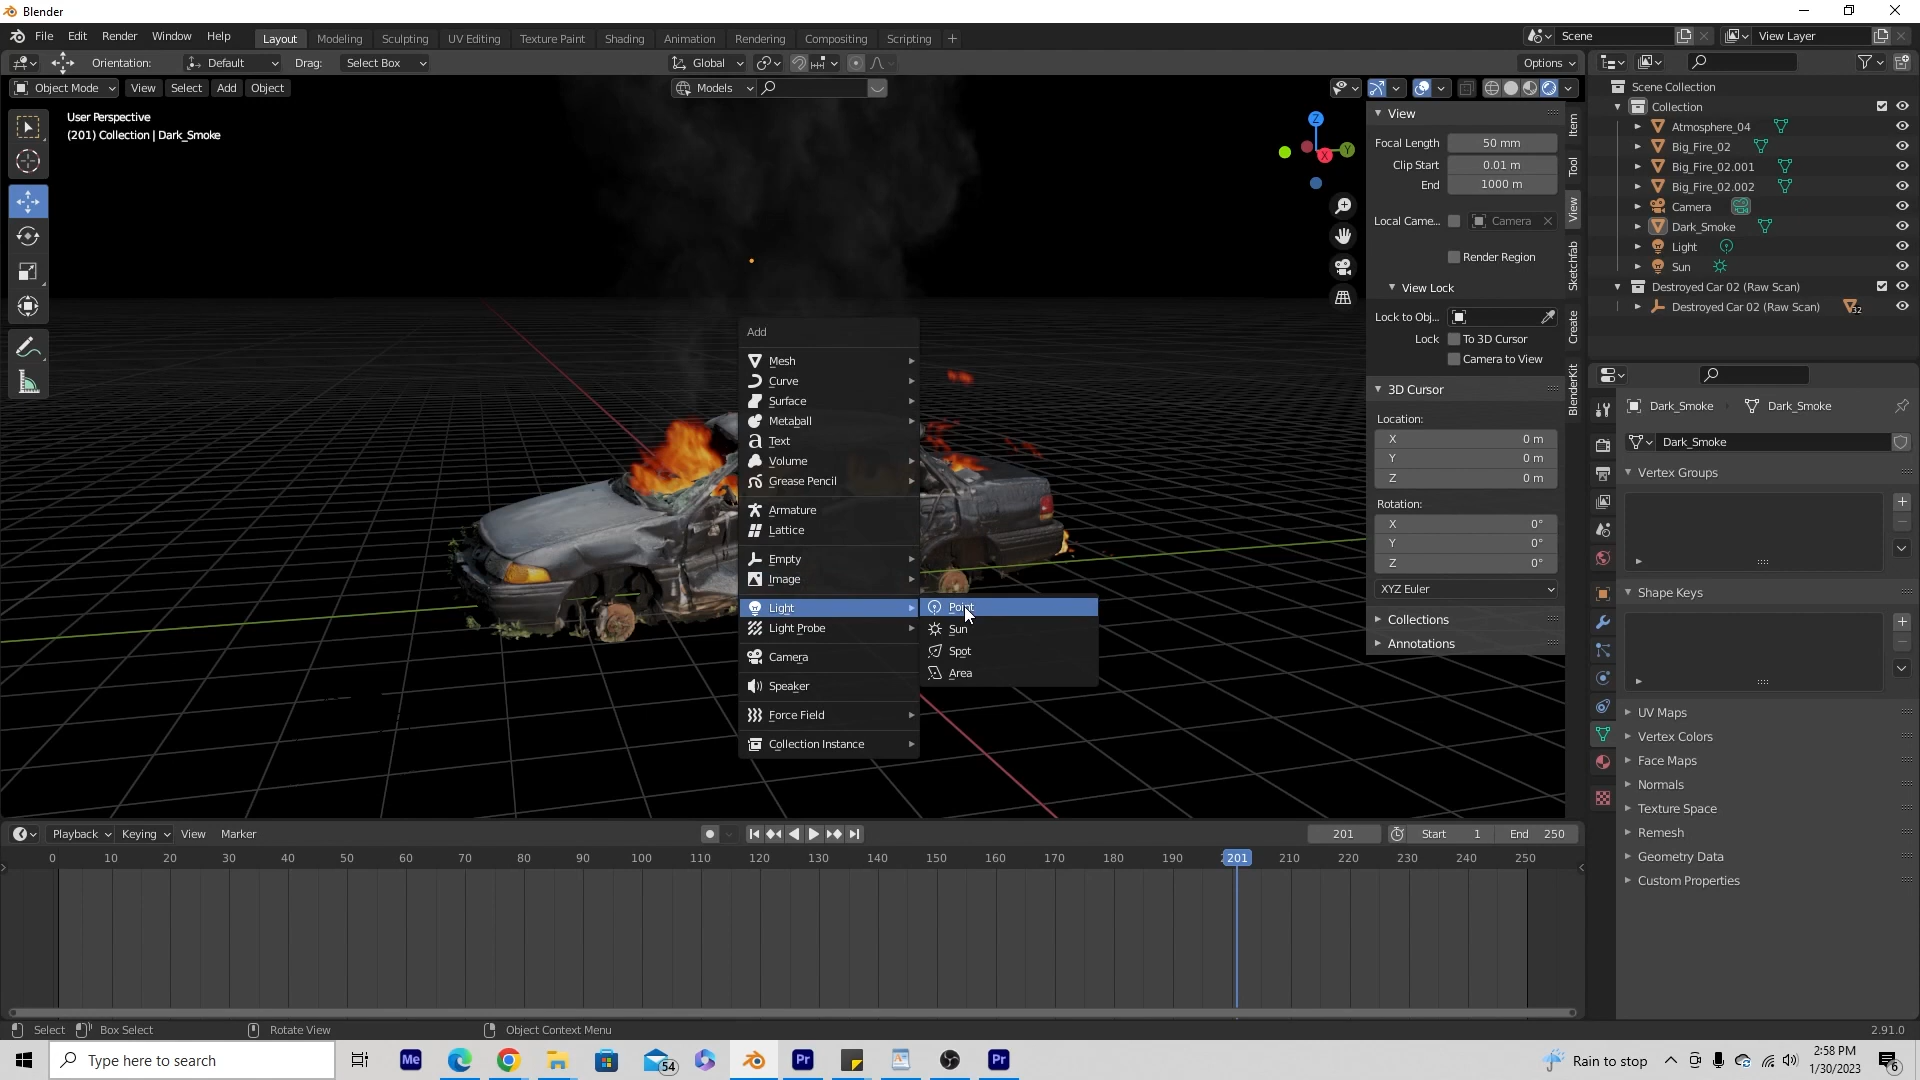 Blender
File Edit Render Window Help Layout Modeling Sculpting UV Editing Texture Paint Shading Animation Rendering Compositing Scripting + Scene View Layer
Orientation: Default Drag: Select Box Global Options
Object Mode View Select Add Object Models
User Perspective
(201) Collection | Dark_Smoke
Z
Y
X
Add
Mesh
Curve
Surface
Metaball
Text
Volume
Grease Pencil
Armature
Lattice
Empty
Image
Light
Light Probe
Camera
Speaker
Force Field
Collection Instance
Point
Sun
Spot
Area
View
Focal Length 50 mm
Clip Start 0.01 m
End 1000 m
Local Came... Camera
Render Region
View Lock
Lock to Obj...
Lock To 3D Cursor
Camera to View
3D Cursor
Location:
X 0 m
Y 0 m
Z 0 m
Rotation:
X 0°
Y 0°
Z 0°
XYZ Euler
Collections
Annotations
Item
Tool
View
Sketchfab
Create
BlenderKit
Scene Collection
Collection
Atmosphere_04
Big_Fire_02
Big_Fire_02.001
Big_Fire_02.002
Camera
Dark_Smoke
Light
Sun
Destroyed Car 02 (Raw Scan)
Destroyed Car 02 (Raw Scan) 32
Dark_Smoke Dark_Smoke
Dark_Smoke
Vertex Groups
Shape Keys
UV Maps
Vertex Colors
Face Maps
Normals
Texture Space
Remesh
Geometry Data
Custom Properties
Playback Keying View Marker 201 Start 1 End 250
0 10 20 30 40 50 60 70 80 90 100 110 120 130 140 150 160 170 180 190 201 210 220 230 240 250
Select Box Select Rotate View Object Context Menu 2.91.0
Type here to search Me 54 Pr Pr Rain to stop 2:58 PM
1/30/2023 6